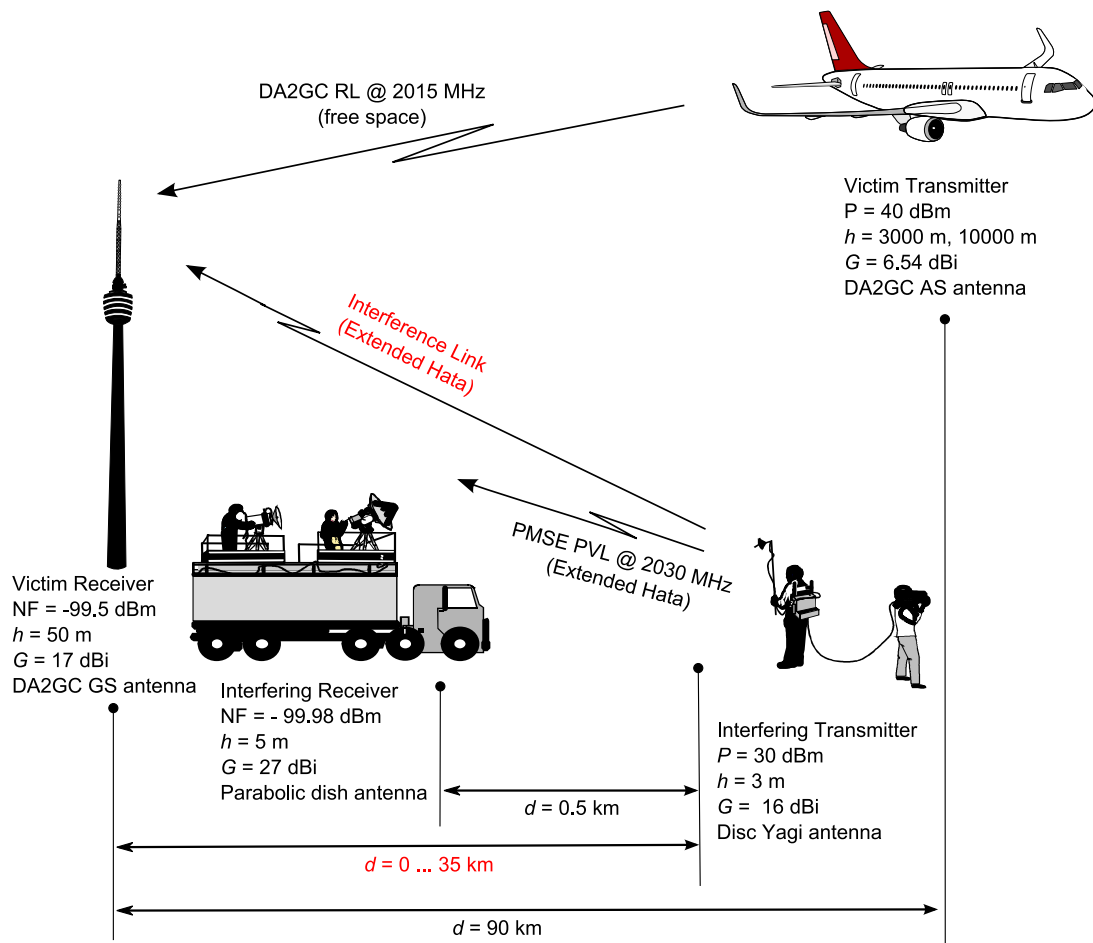 DA2GC RL @ 2015 MHz
(free space)
Victim Transmitter
P = 40 dBm
h = 3000 m, 10000 m
G = 6.54 dBi
DA2GC AS antenna
Interference Link
(Extended Hata)
PMSE PVL @ 2030 MHz
(Extended Hata)
Victim Receiver
NF = -99.5 dBm
h = 50 m
G = 17 dBi
DA2GC GS antenna
Interfering Receiver
NF = - 99.98 dBm
h = 5 m
G = 27 dBi
Parabolic dish antenna
Interfering Transmitter
P = 30 dBm
h = 3 m
G = 16 dBi
Disc Yagi antenna
d = 0.5 km
d = 0 ... 35 km
d = 90 km